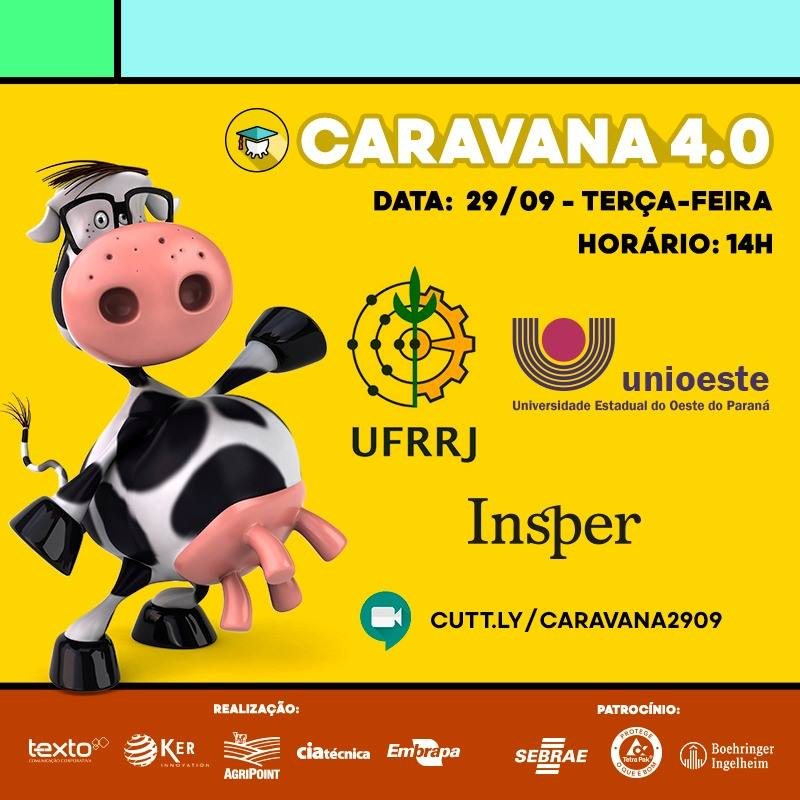 CARAVANA 4.0
DATA: 29/09 - TERÇA-FEIRA
HORÁRIO: 14H
UFRRJ
unioeste
Universidade Estadual do Oeste do Paraná
Insper
CUTT.LY/CARAVANA2909
REALIZAÇÃO:
texto
COMUNICAÇÃO CORPORATIVA
KER
INNOVATION
AGRIPOINT
ciatécnica
Embrapa
PATROCÍNIO:
SEBRAE
PROTEGE
Tetra Pak
O QUE É BOM
Boehringer
Ingelheim